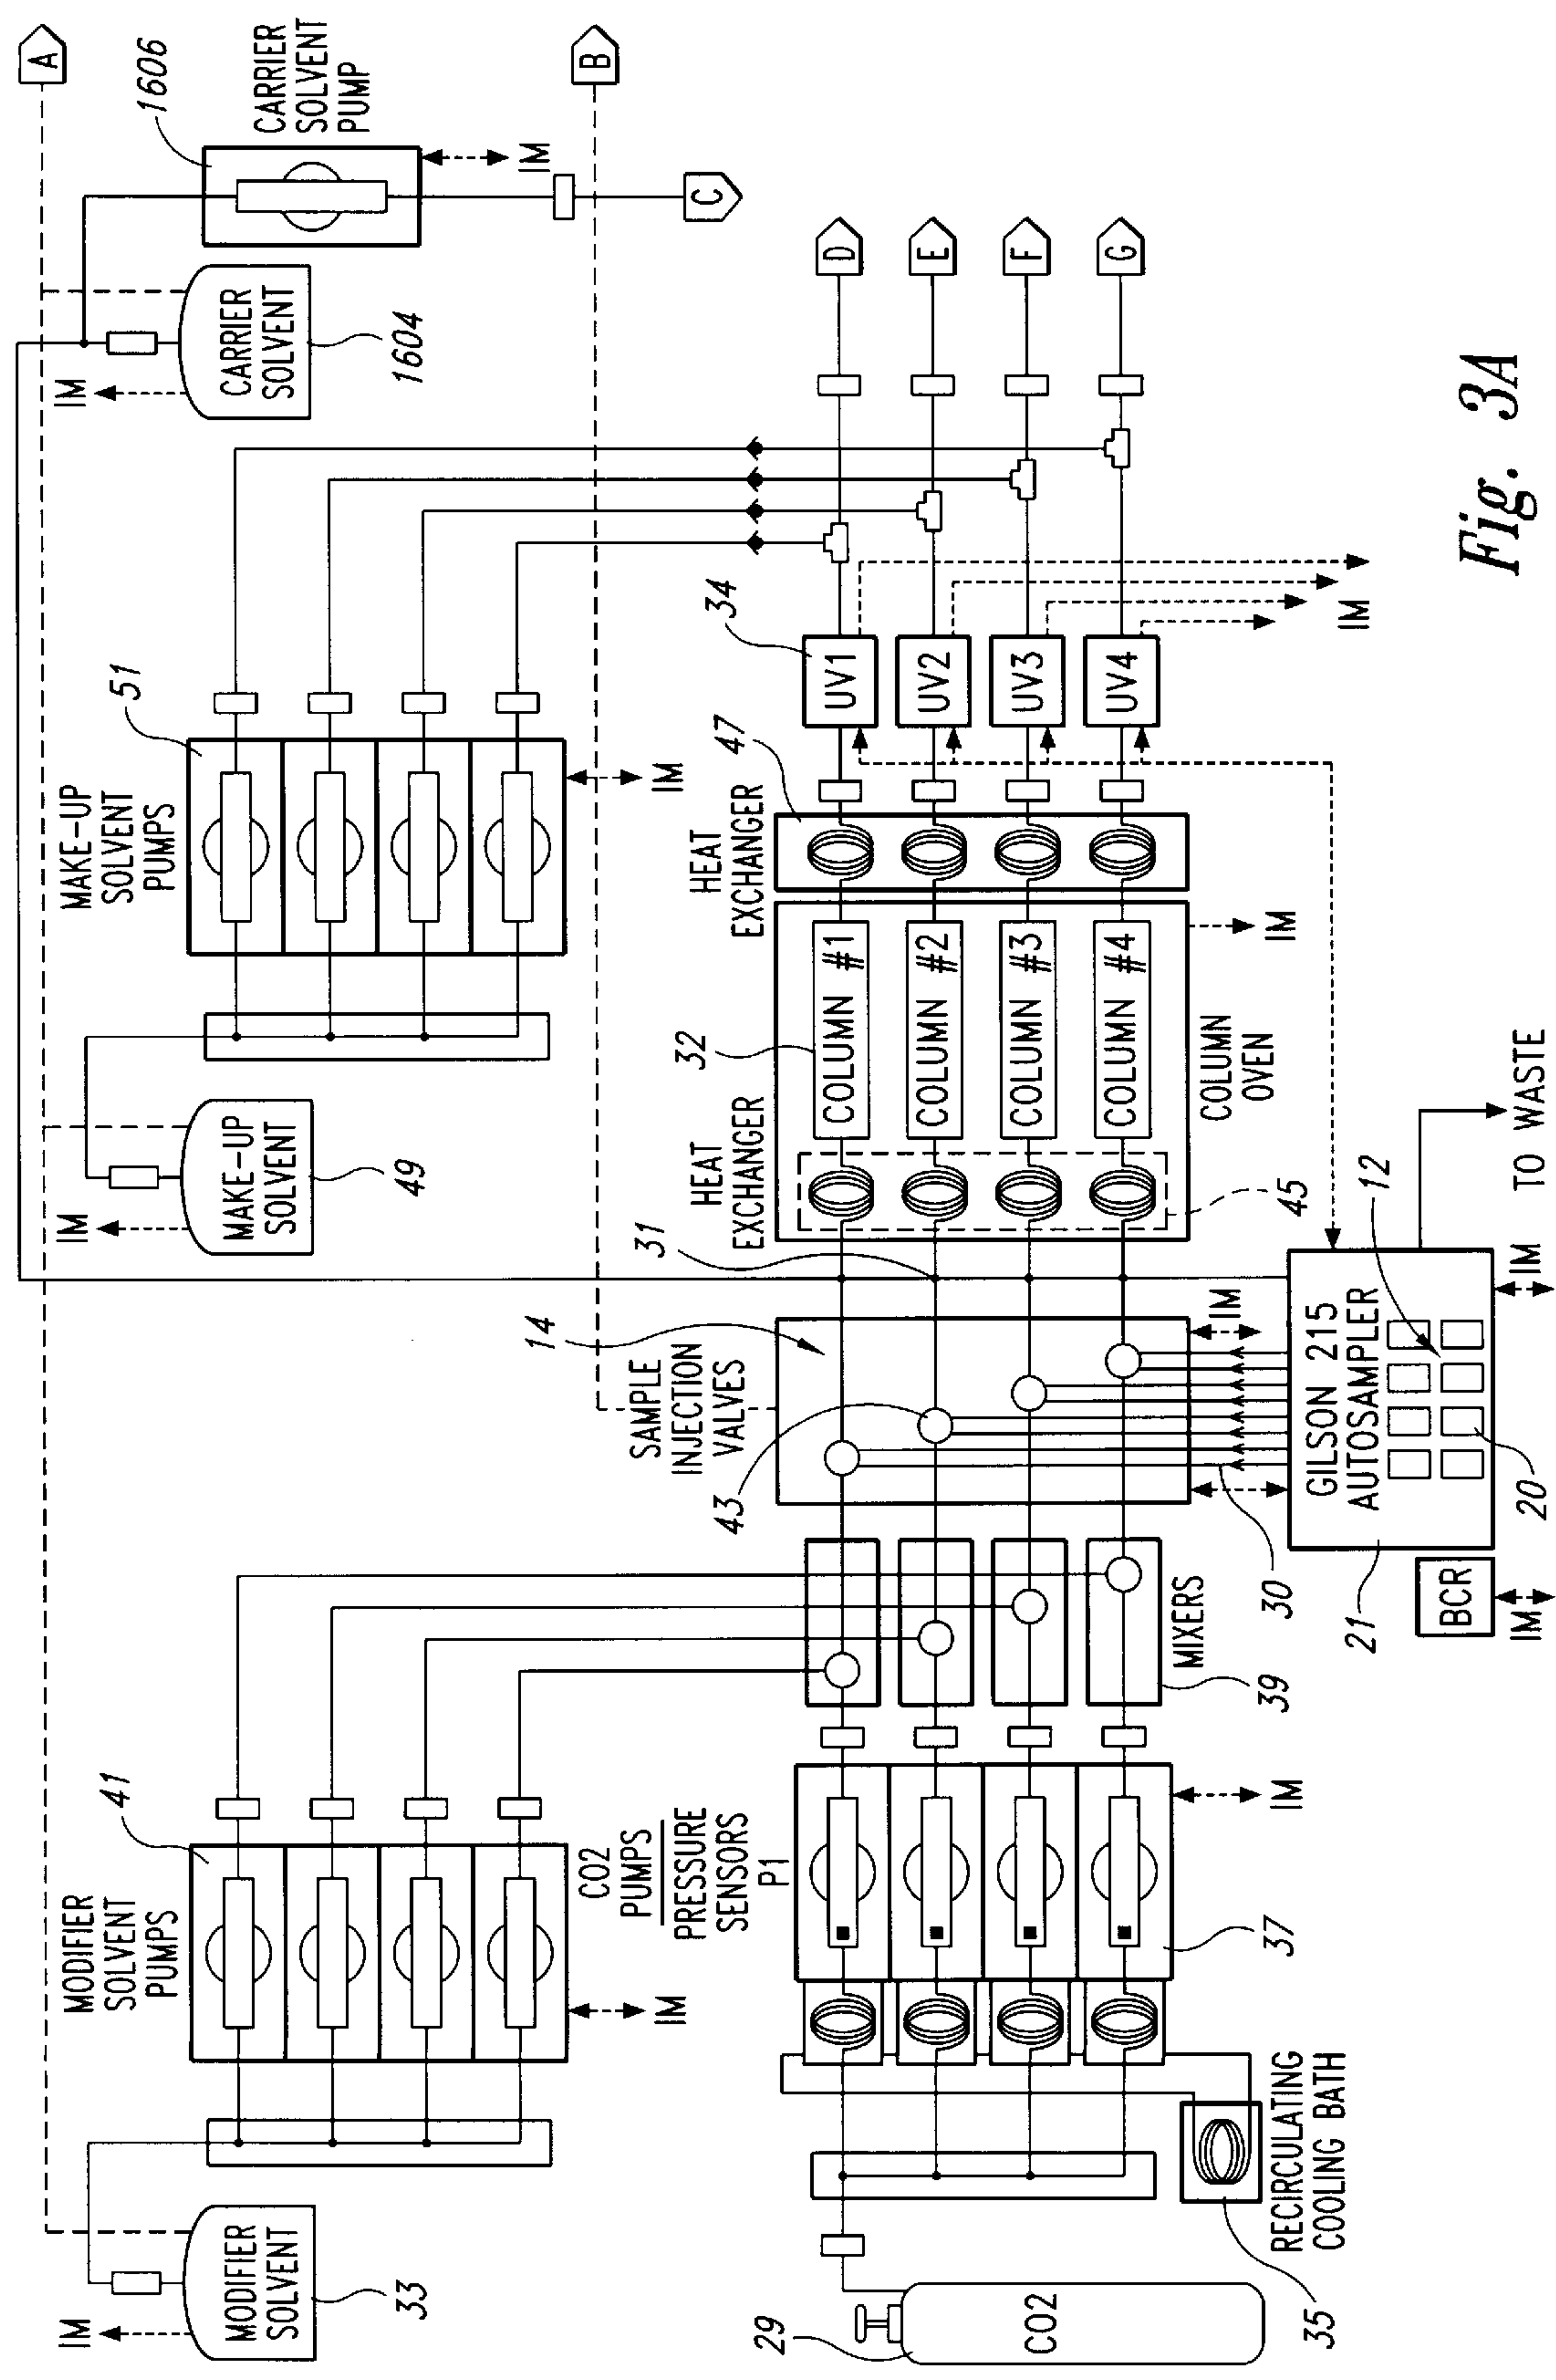 A
1606
CARRIER
SOLVENT
PUMP
IM
B
C
CARRIER
SOLVENT
1604
IM
MAKE-UP
SOLVENT
PUMPS
51
IM
MAKE-UP
SOLVENT
49
IM
MODIFIER
SOLVENT
PUMPS
41
IM
MODIFIER
SOLVENT
33
IM
D
E
F
G
34
UV1
UV2
UV3
UV4
IM
47
HEAT
EXCHANGER
32
COLUMN #1
COLUMN #2
COLUMN #3
COLUMN #4
IM
COLUMN
OVEN
HEAT
EXCHANGER
45
31
14
SAMPLE
INJECTION
VALVES
43
IM
30
MIXERS
39
CO2
PUMPS
PRESSURE
SENSORS
P1
IM
37
RECIRCULATING
COOLING BATH
35
29
CO2
GILSON 215
AUTOSAMPLER
12
20
21
IM
TO WASTE
BCR
IM
Fig. 3A